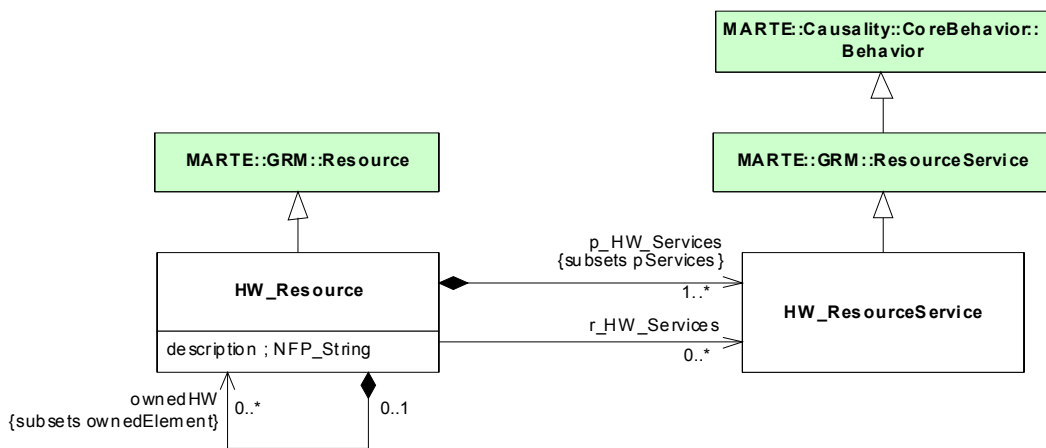 MARTE::Causality::CoreBehavior::
Behavior
MARTE::GRM::Resource
MARTE::GRM::ResourceService
p_HW_Services
{subsets pServices}
1..*
HW_Resource
HW_ResourceService
r_HW_Services
0..*
description ; NFP_String
ownedHW
{subsets ownedElement}
0..*
0..1